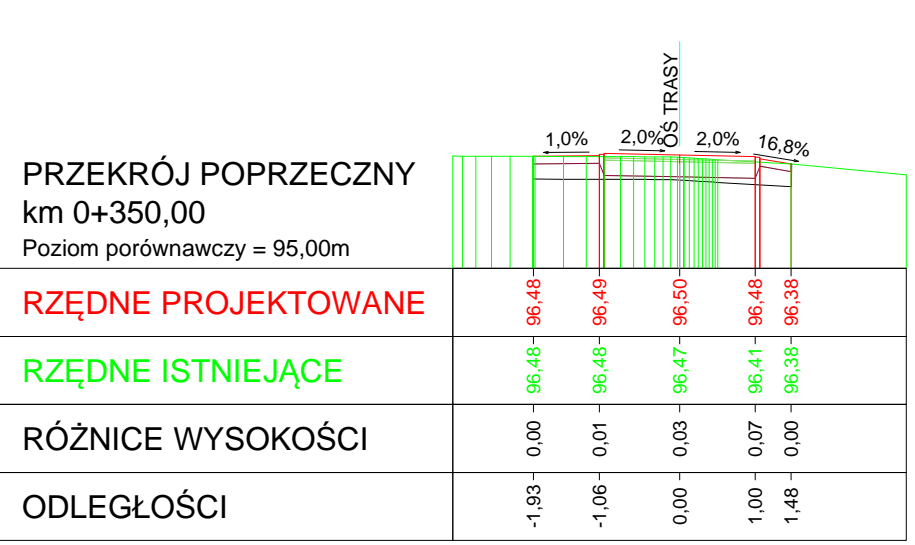 OŚ TRASY
1,0% 2,0% 2,0% 16,8%
PRZEKRÓJ POPRZECZNY
km 0+350,00
Poziom porównawczy = 95,00m
RZĘDNE PROJEKTOWANE 96,48 96,49 96,50 96,48 96,38
RZĘDNE ISTNIEJĄCE 96,48 96,48 96,47 96,41 96,38
RÓŻNICE WYSOKOŚCI 0,00 0,01 0,03 0,07 0,00
ODLEGŁOŚCI -1,93 -1,06 0,00 1,00 1,48